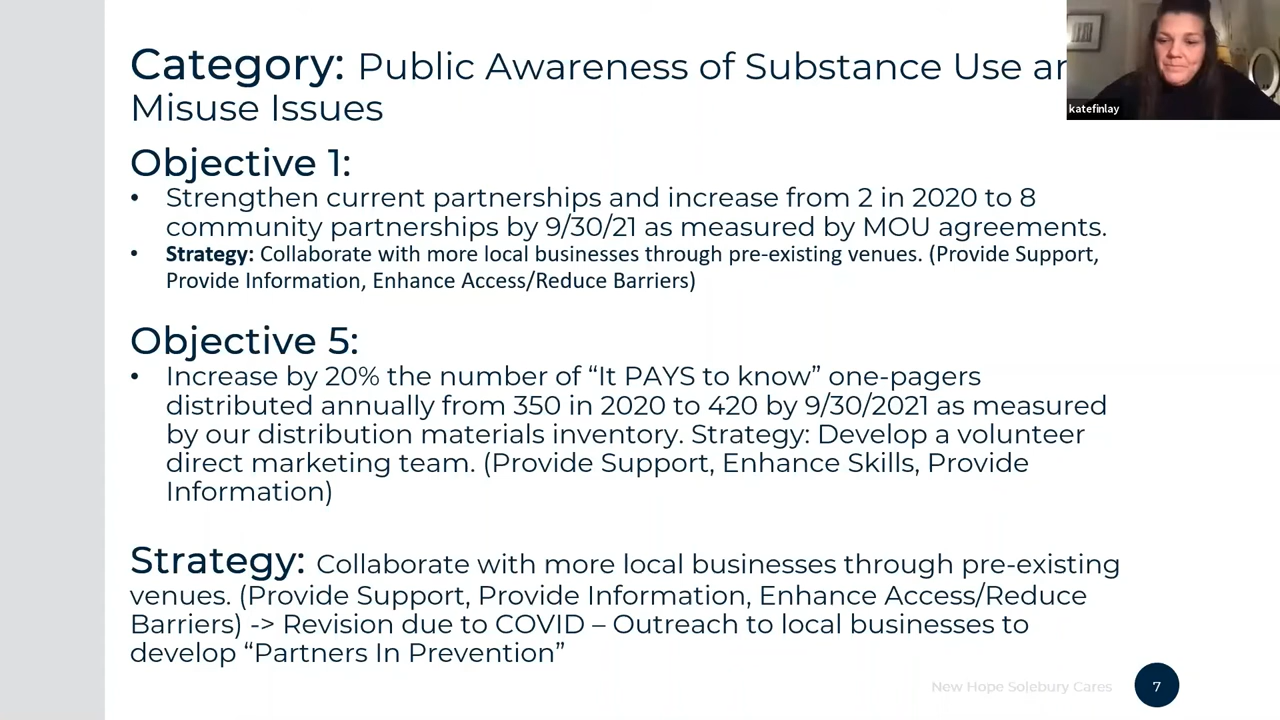 Category: Public Awareness of Substance Use
Misuse Issues
katefinlay
Objective 1:
• Strengthen current partnerships and increase from 2 in 2020 to 8
community partnerships by 9/30/21 as measured by MOU agreements.
• Strategy: Collaborate with more local businesses through pre-existing venues. (Provide Support,
Provide Information, Enhance Access/Reduce Barriers)
Objective 5:
• Increase by 20% the number of “It PAYS to know” one-pagers
distributed annually from 350 in 2020 to 420 by 9/30/2021 as measured
by our distribution materials inventory. Strategy: Develop a volunteer
direct marketing team. (Provide Support, Enhance Skills, Provide
Information)
Strategy: Collaborate with more local businesses through pre-existing
venues. (Provide Support, Provide Information, Enhance Access/Reduce
Barriers) -> Revision due to COVID – Outreach to local businesses to
develop “Partners In Prevention”
New Hope Solebury Cares
7